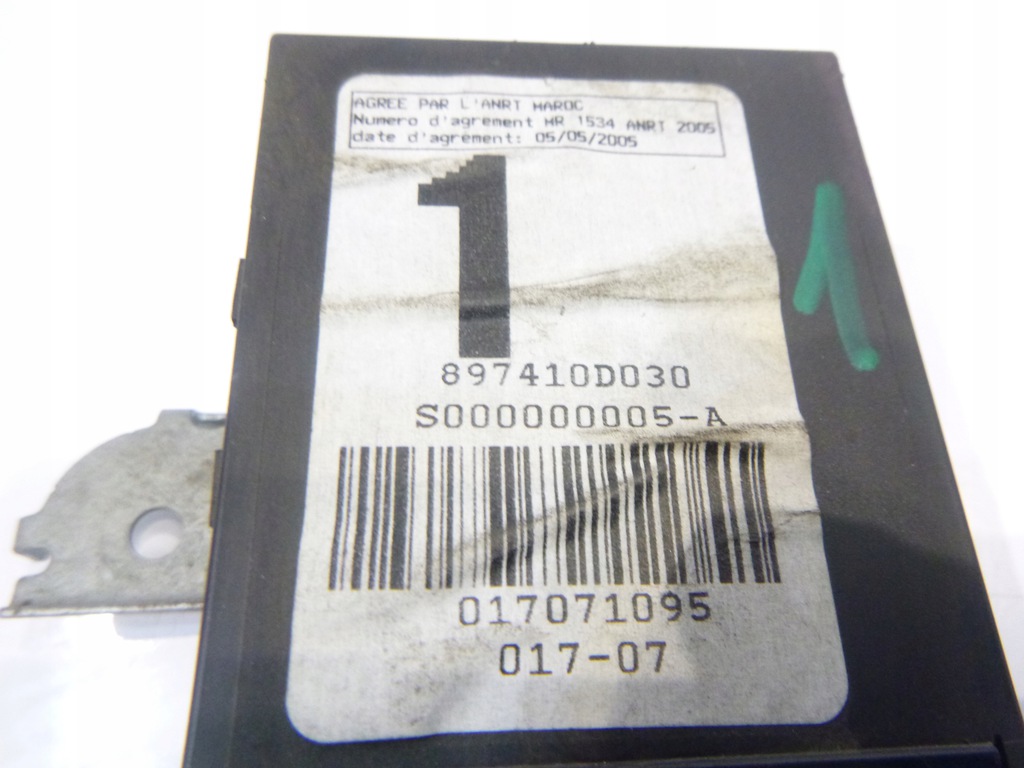 AGREE PAR L'ANRT MAROC
Numero d'agrement MR 1534 ANRT 2005
date d'agrement: 05/05/2005
1
1
897410D030
S000000005-A
017071095
017-07